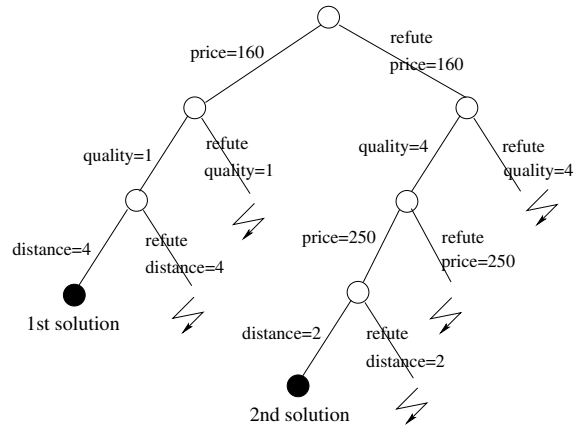 refute
price=160
price=160
quality=1
refute
quality=1
quality=4
refute
quality=4
distance=4
refute
distance=4
price=250
refute
price=250
1st solution
distance=2
refute
distance=2
2nd solution